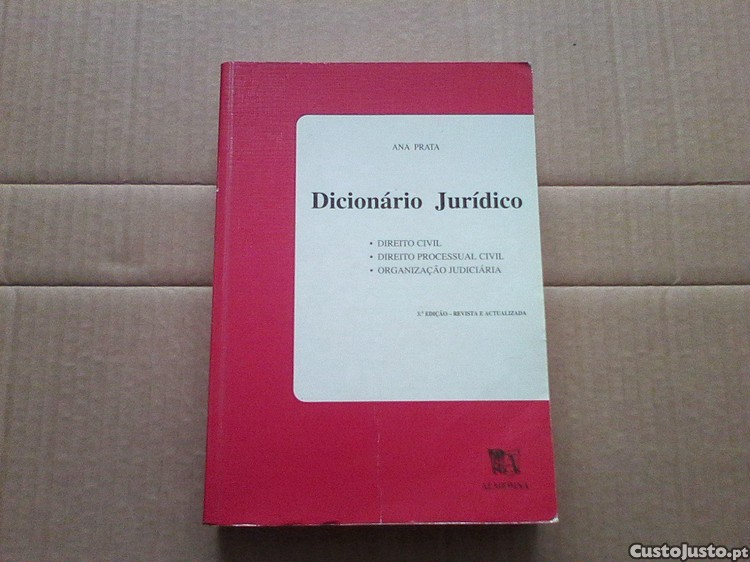 ANA PRATA
Dicionário Jurídico
• DIREITO CIVIL
• DIREITO PROCESSUAL CIVIL
• ORGANIZAÇÃO JUDICIÁRIA
3.ª EDIÇÃO – REVISTA E ACTUALIZADA
ALMEDINA
CustoJusto.pt